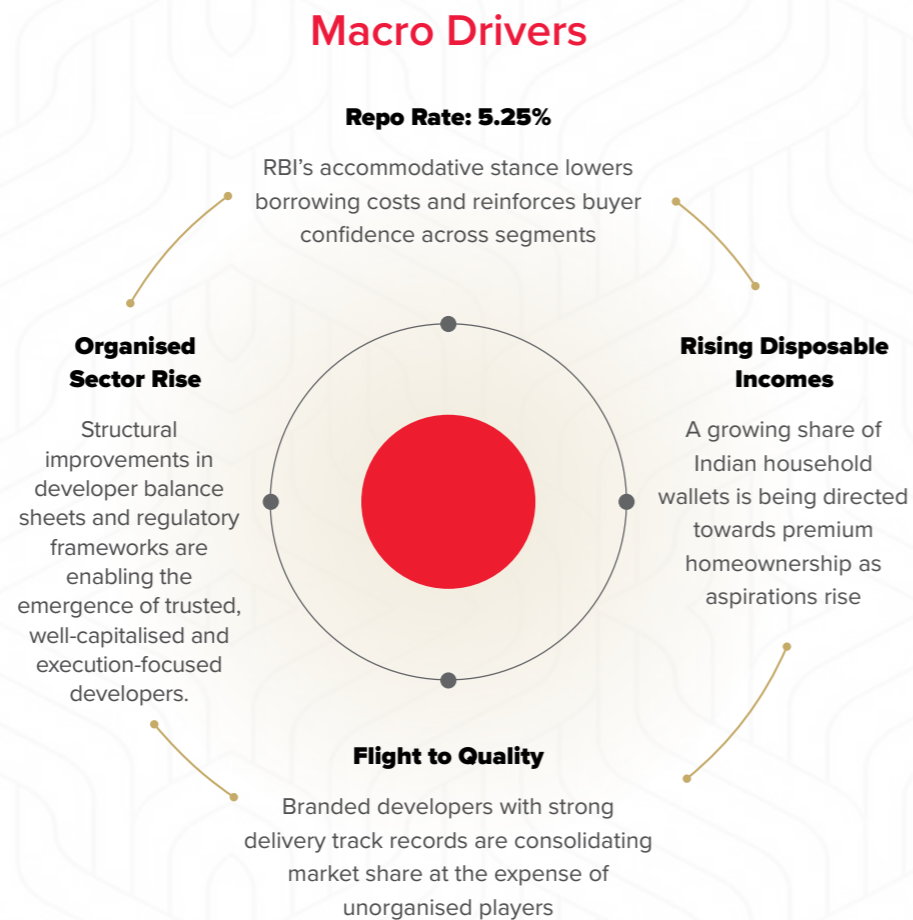 Macro Drivers
Repo Rate: 5.25%
RBI’s accommodative stance lowers
borrowing costs and reinforces buyer
confidence across segments
Organised
Sector Rise
Structural
improvements in
developer balance
sheets and regulatory
frameworks are
enabling the
emergence of trusted,
well-capitalised and
execution-focused
developers.
Rising Disposable
Incomes
A growing share of
Indian household
wallets is being directed
towards premium
homeownership as
aspirations rise
Flight to Quality
Branded developers with strong
delivery track records are consolidating
market share at the expense of
unorganised players